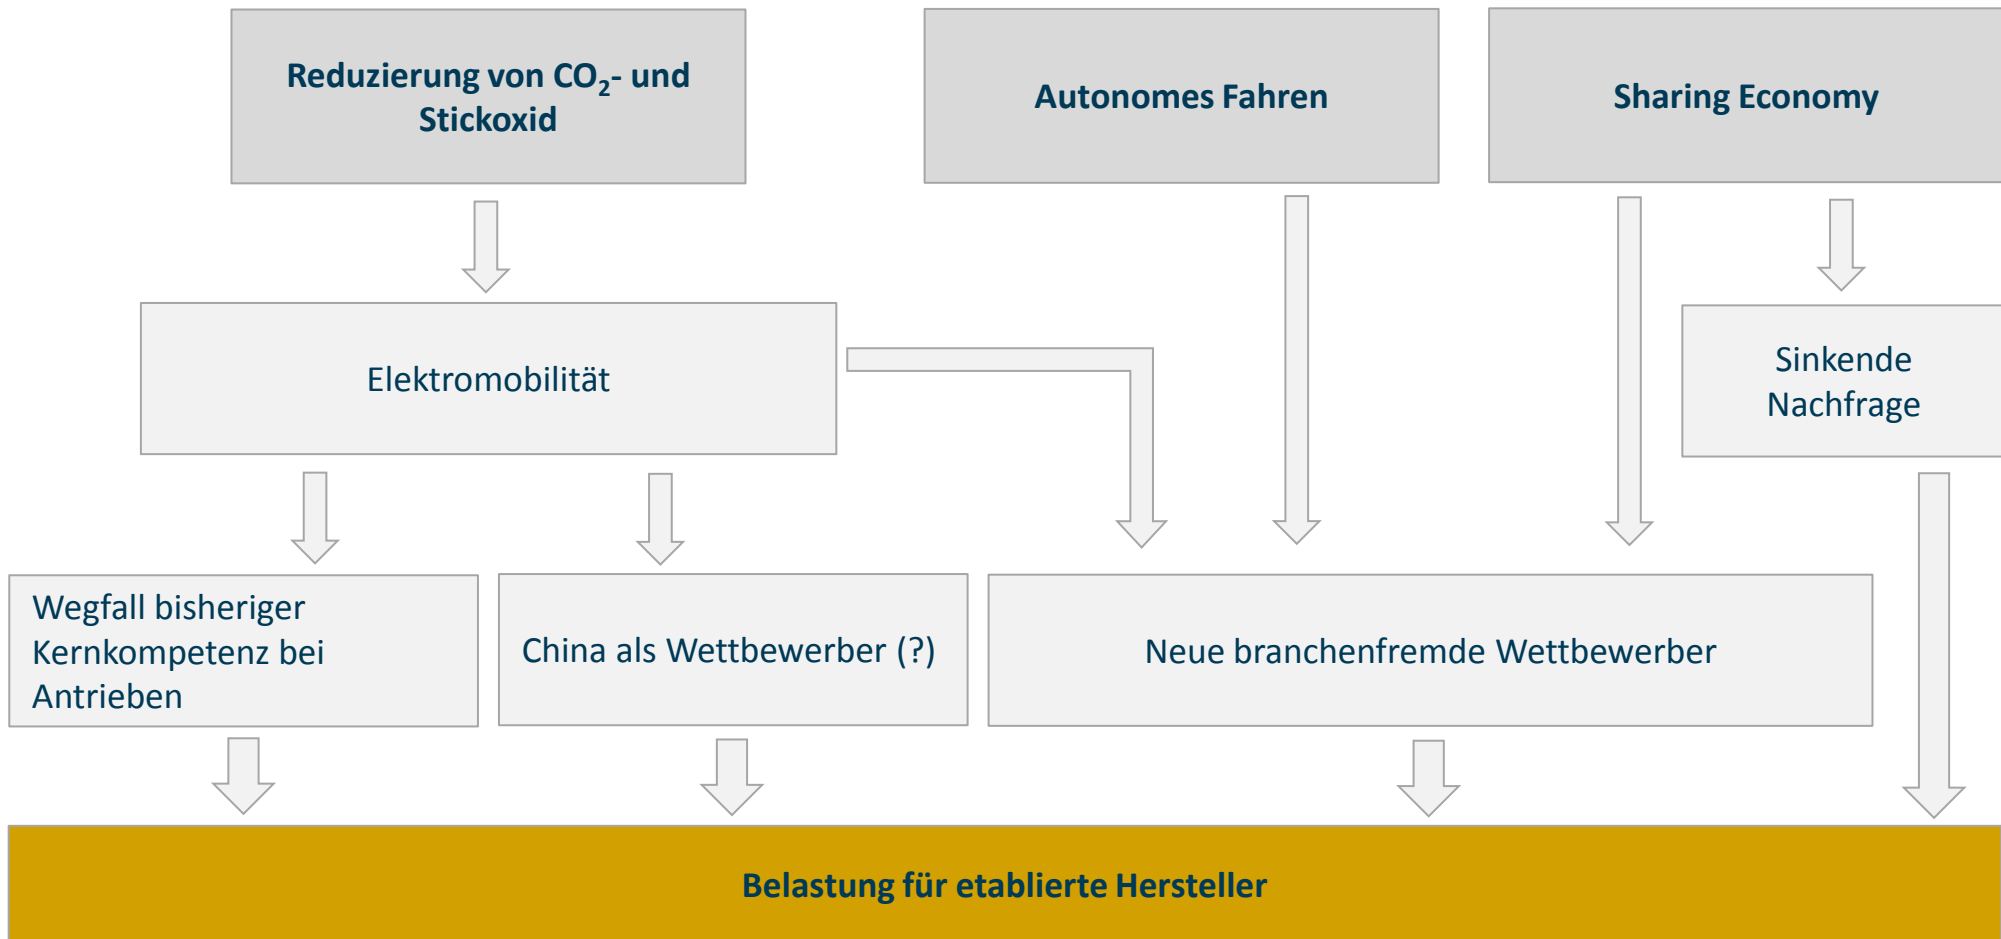 Reduzierung von CO₂- und
Stickoxid
Autonomes Fahren
Sharing Economy
Elektromobilität
Sinkende
Nachfrage
Wegfall bisheriger
Kernkompetenz bei
Antrieben
China als Wettbewerber (?)
Neue branchenfremde Wettbewerber
Belastung für etablierte Hersteller